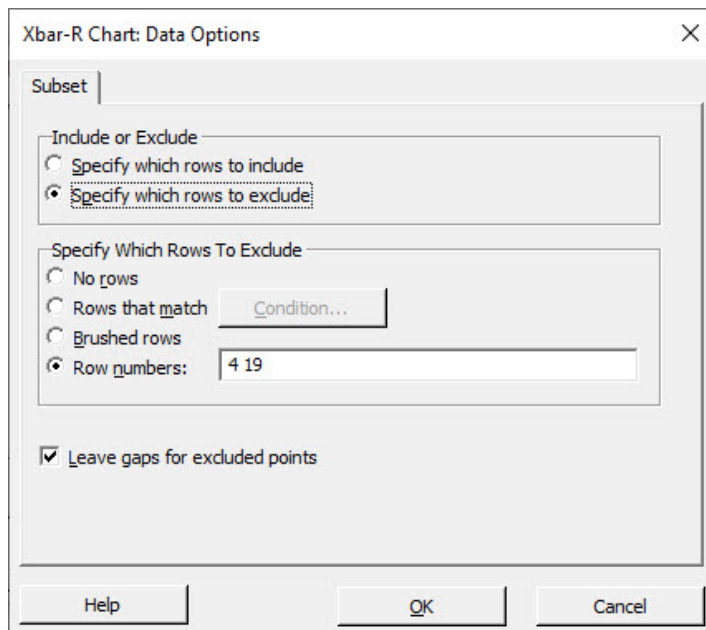 Xbar-R Chart: Data Options
Subset
Include or Exclude
Specify which rows to include
Specify which rows to exclude
Specify Which Rows To Exclude
No rows
Rows that match Condition...
Brushed rows
Row numbers: 4 19
Leave gaps for excluded points
Help OK Cancel